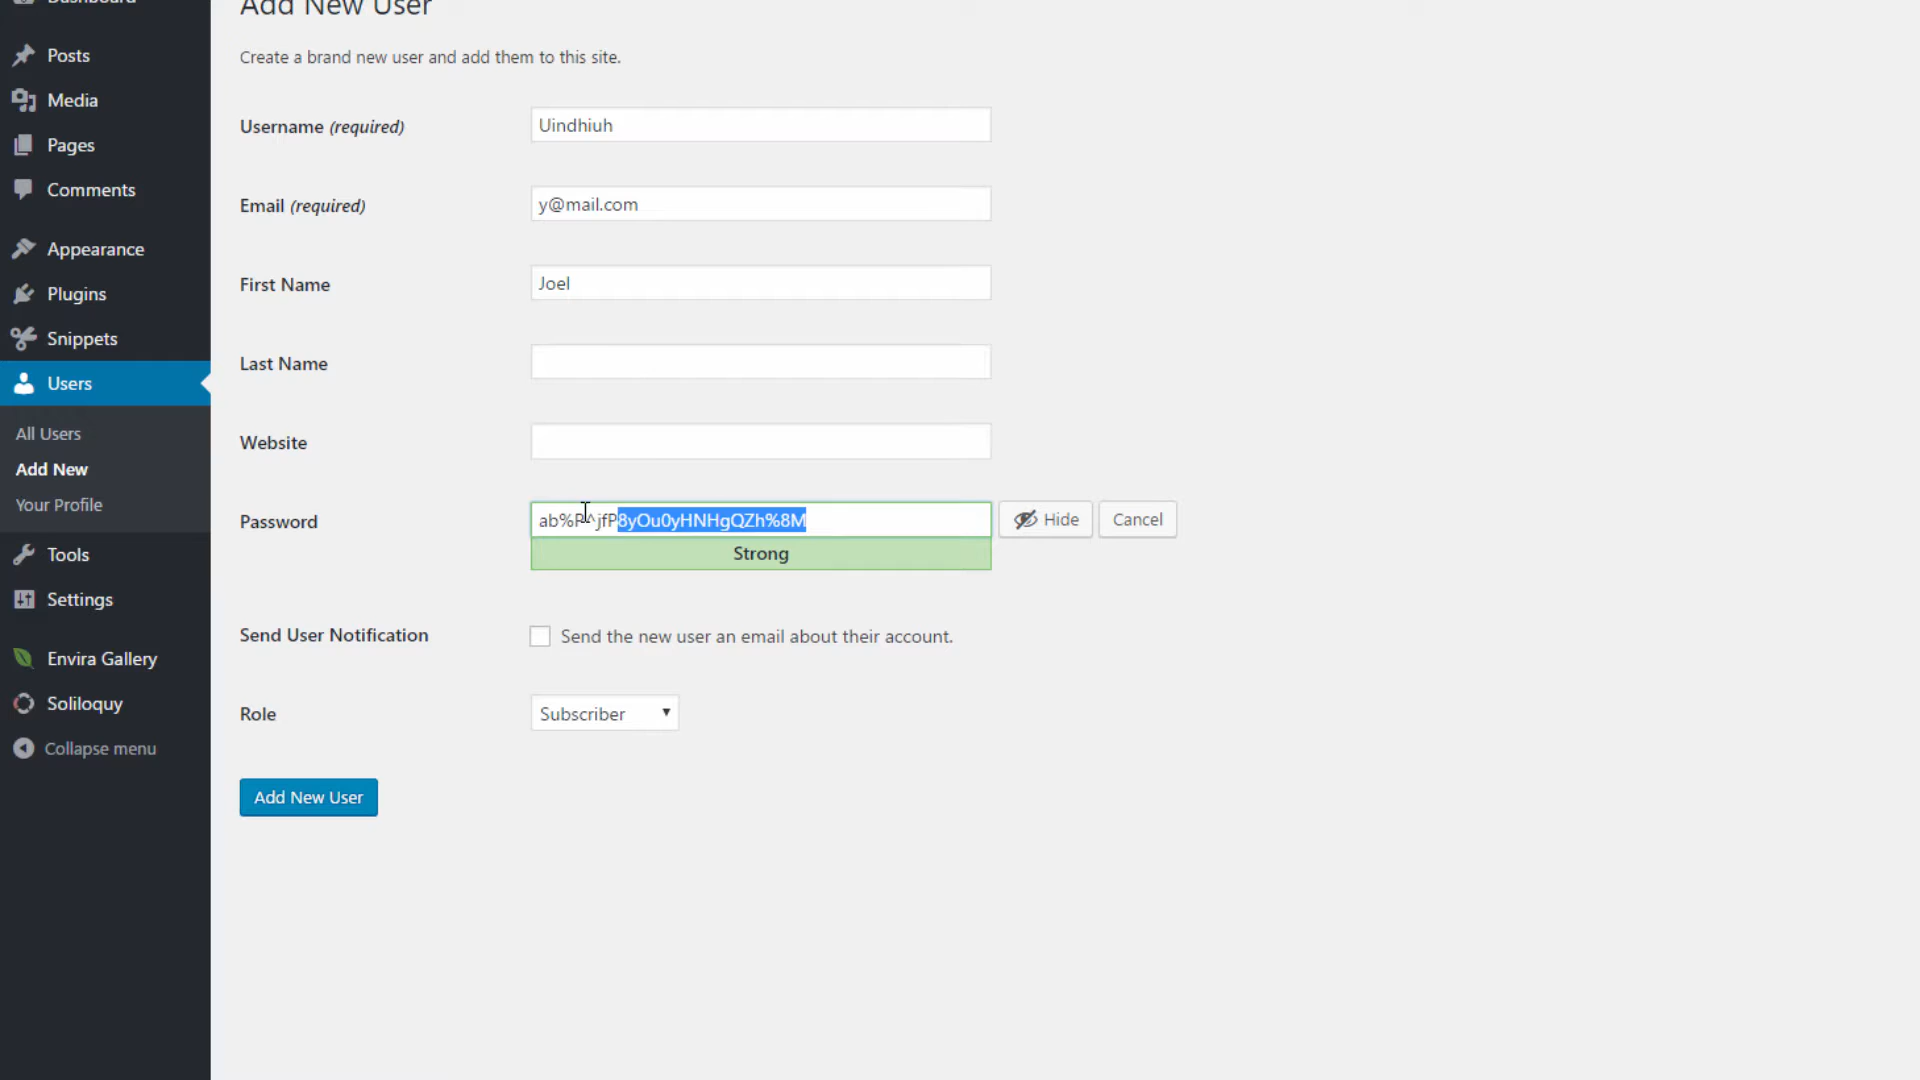 Dashboard
Posts
Media
Pages
Comments
Appearance
Plugins
Snippets
Users
All Users
Add New
Your Profile
Tools
Settings
Envira Gallery
Soliloquy
Collapse menu
Add New User
Create a brand new user and add them to this site.
Username (required)
Uindhiuh
Email (required)
y@mail.com
First Name
Joel
Last Name
Website
Password
ab%P^jfP8yOu0yHNHgQZh%8M
Hide
Cancel
Strong
Send User Notification
Send the new user an email about their account.
Role
Subscriber
Add New User